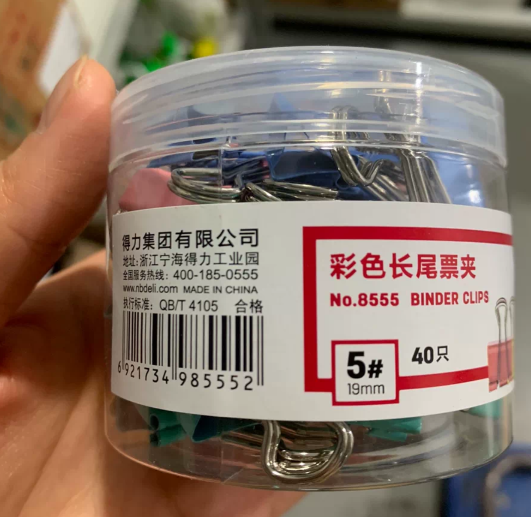 得力集团有限公司
地址: 浙江宁海得力工业园
全国服务热线: 400-185-0555
www.nbdeli.com MADE IN CHINA
执行标准: QB/T 4105 合格
6 921734 985552
彩色长尾票夹
No.8555 BINDER CLIPS
5# 40只
19mm